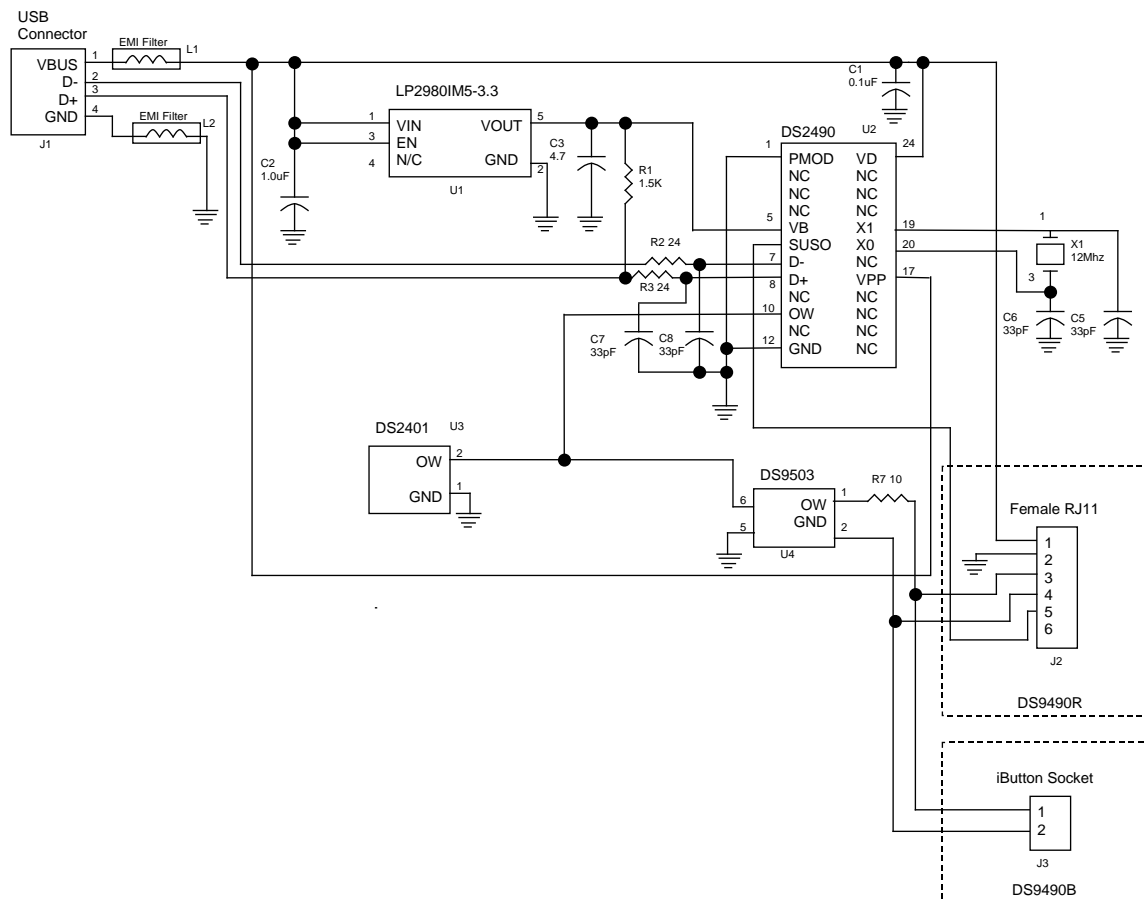 USB
Connector
VBUS
D-
D+
GND
1
2
3
4
J1
EMI Filter
L1
EMI Filter
L2
LP2980IM5-3.3
1
3
4
VIN
EN
N/C
VOUT
GND
5
2
U1
C2
1.0uF
C3
4.7
R1
1.5K
C1
0.1uF
DS2490
U2
1
5
7
8
10
12
PMOD
NC
NC
NC
VB
SUSO
D-
D+
NC
OW
NC
GND
VD
NC
NC
NC
X1
X0
NC
VPP
NC
NC
NC
NC
24
19
20
17
R2 24
R3 24
C7
33pF
C8
33pF
1
X1
12Mhz
3
C6
33pF
C5
33pF
DS2401
U3
OW
GND
2
1
DS9503
6
5
OW
GND
1
2
U4
R7 10
Female RJ11
1
2
3
4
5
6
J2
DS9490R
iButton Socket
1
2
J3
DS9490B